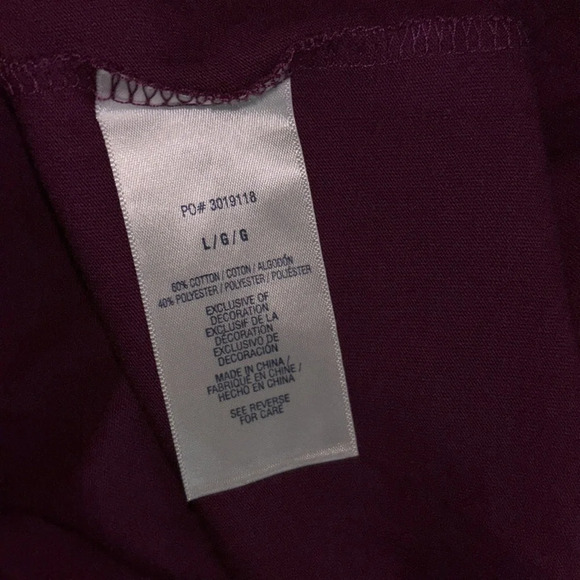 PO# 3019118
L/G/G
60% COTTON / COTON / ALGODÓN
40% POLYESTER / POLYESTER / POLIÉSTER
EXCLUSIVE OF
DECORATION
EXCLUSIF DE LA
DÉCORATION
EXCLUSIVO DE
DECORACIÓN
MADE IN CHINA /
FABRIQUÉ EN CHINE /
HECHO EN CHINA
SEE REVERSE
FOR CARE